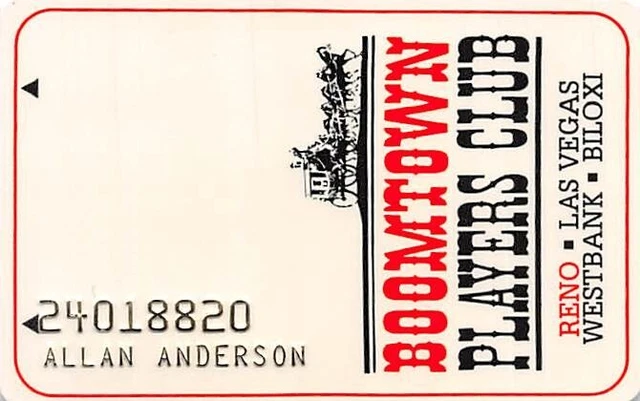 BOOMTOWN
PLAYERS CLUB
RENO ▪ LAS VEGAS
WESTBANK ▪ BILOXI
24018820
ALLAN ANDERSON